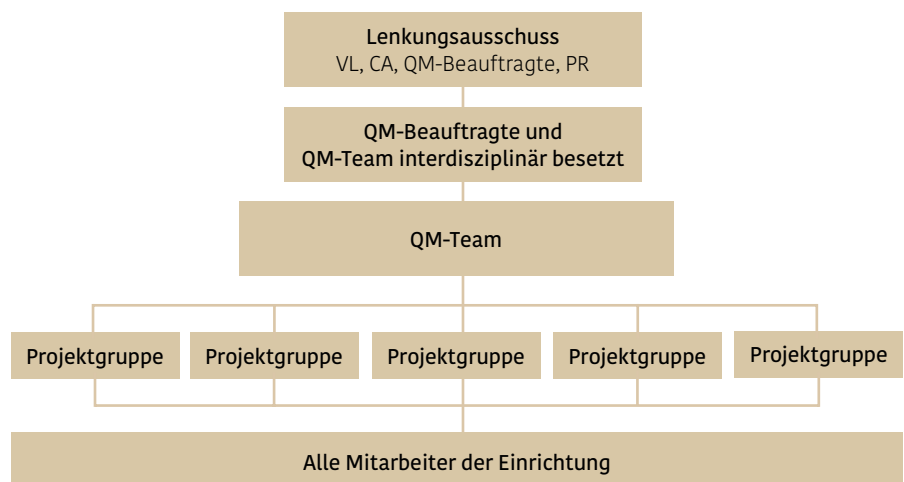 Lenkungsausschuss
VL, CA, QM-Beauftragte, PR
QM-Beauftragte und
QM-Team interdisziplinär besetzt
QM-Team
Projektgruppe
Projektgruppe
Projektgruppe
Projektgruppe
Projektgruppe
Alle Mitarbeiter der Einrichtung